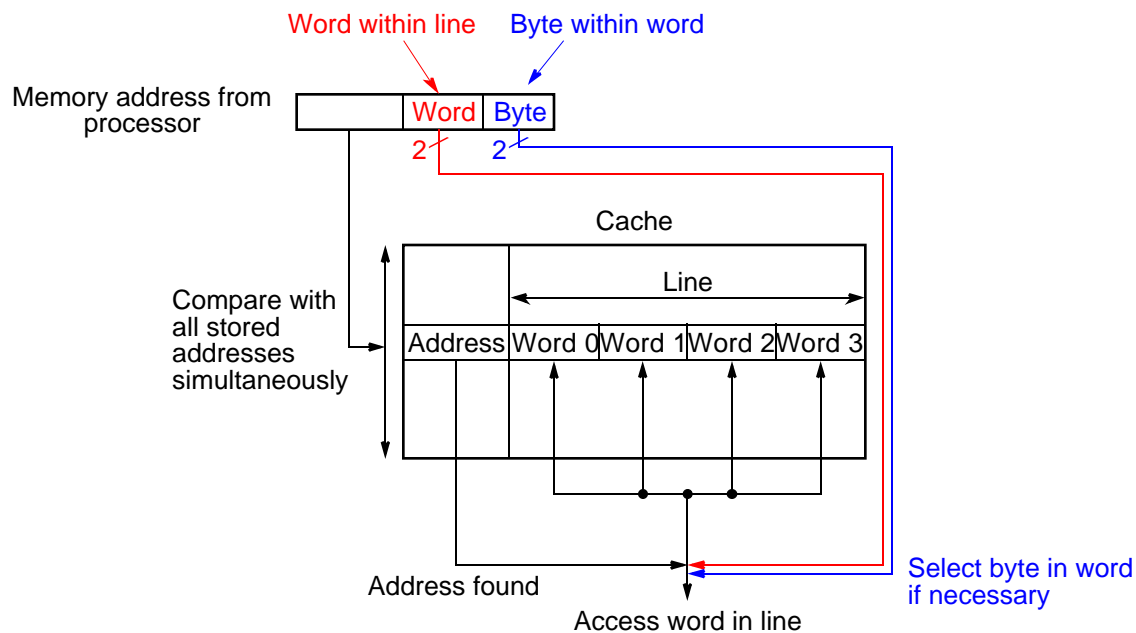 Word within line
Byte within word
Memory address from
processor
Word
Byte
2
2
Cache
Line
Compare with
all stored
addresses
simultaneously
Address
Word 0
Word 1
Word 2
Word 3
Address found
Select byte in word
if necessary
Access word in line